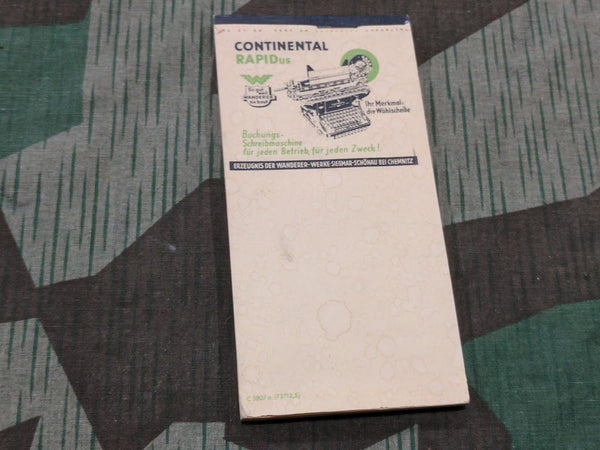 CONTINENTAL
RAPIDus
WANDERER
Ihr Merkmal:
die Wählscheibe
Buchungs-
Schreibmaschine
für jeden Betrieb, für jeden Zweck!
ERZEUGNIS DER WANDERER-WERKE-SIEGMAR-SCHÖNAU BEI CHEMNITZ